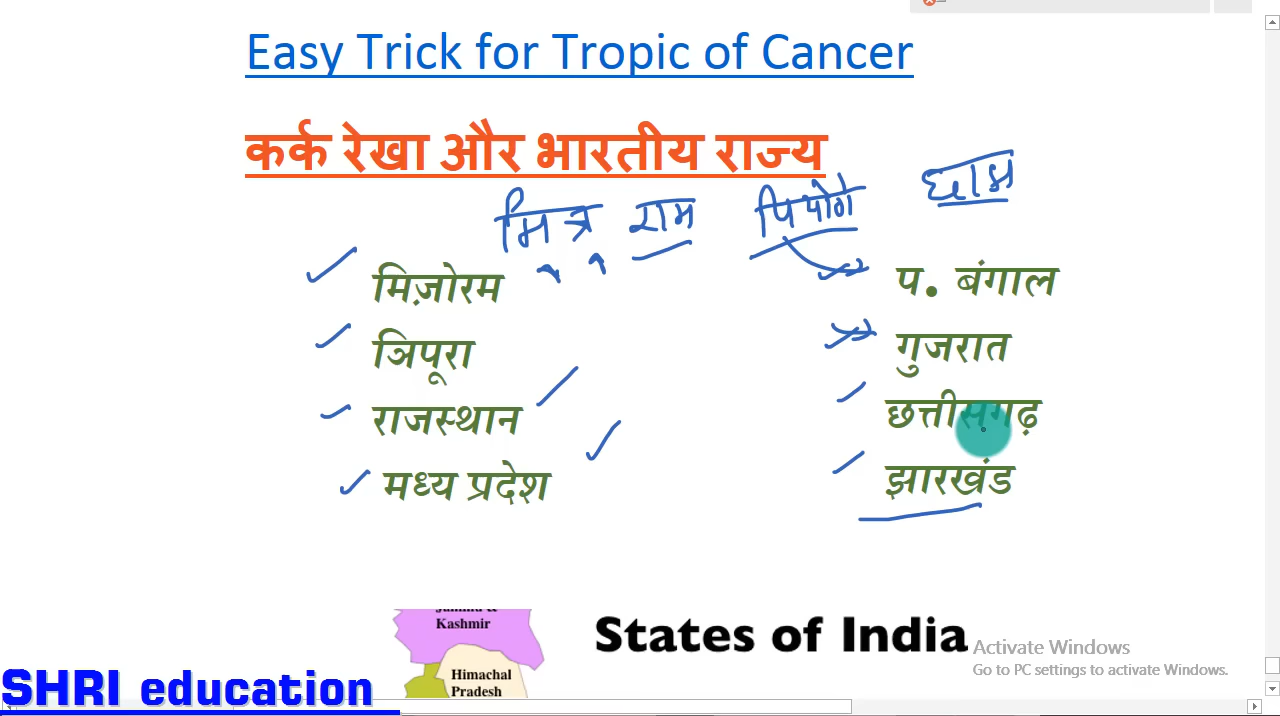 Easy Trick for Tropic of Cancer
कर्क रेखा और भारतीय राज्य
मित्र राम पियोगे
मिज़ोरम
त्रिपूरा
राजस्थान
मध्य प्रदेश
प. बंगाल
गुजरात
छत्तीसगढ़
झारखंड
Jammu &
Kashmir
Himachal
Pradesh
States of India
Activate Windows
Go to PC settings to activate Windows.
SHRI education